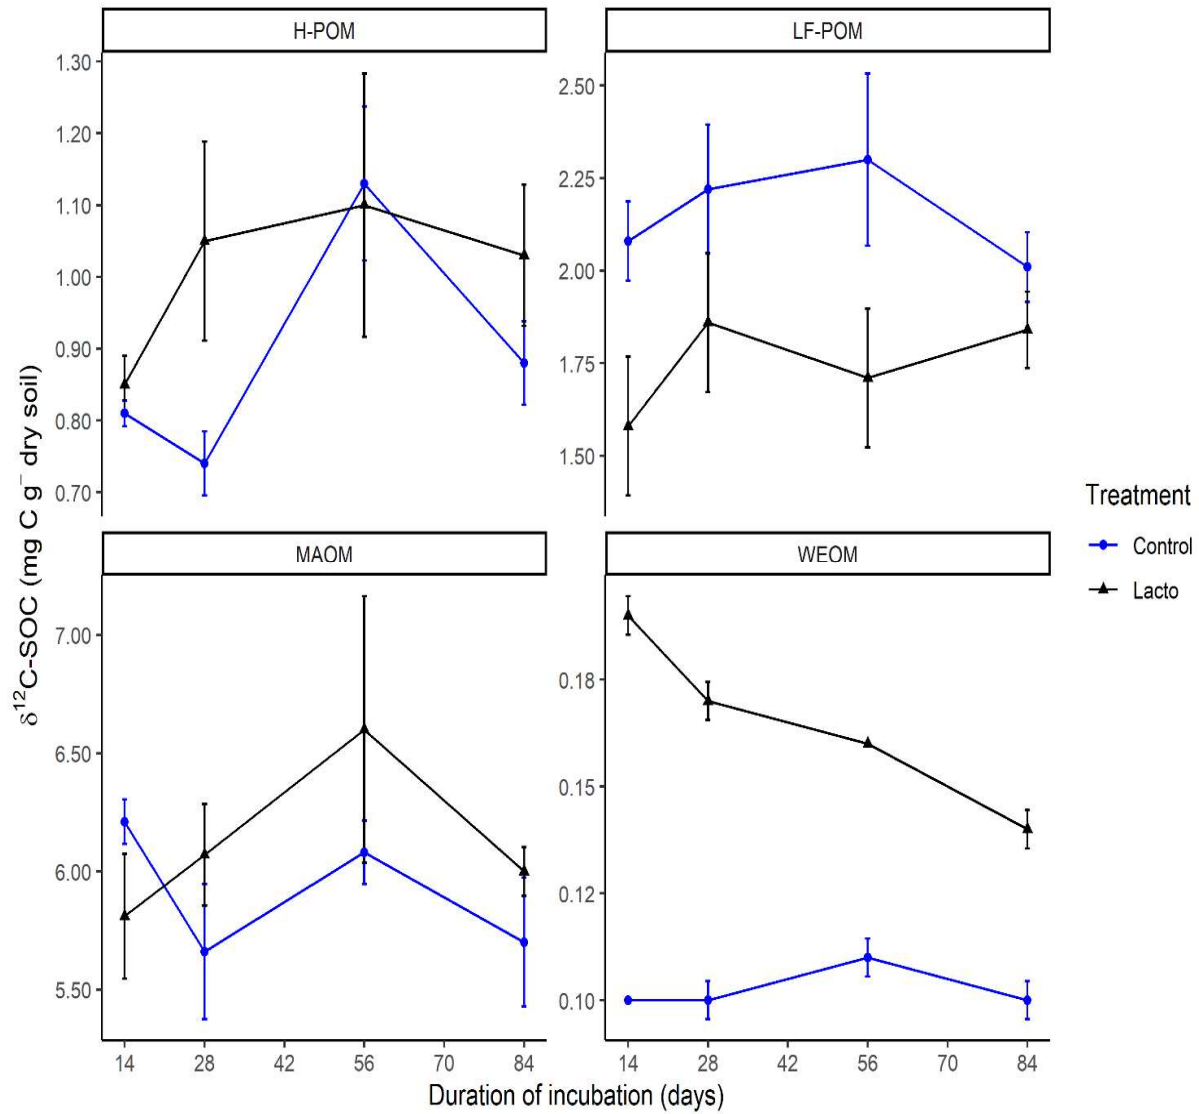 H-POM
LF-POM
1.30
1.20
1.10
1.00
0.90
0.80
0.70
2.50
2.25
2.00
1.75
1.50
MAOM
WEOM
7.00
6.50
6.00
5.50
0.18
0.15
0.12
0.10
14 28 42 56 70 84
14 28 42 56 70 84
δ¹²C-SOC (mg C g⁻ dry soil)
Duration of incubation (days)
Treatment
Control
Lacto